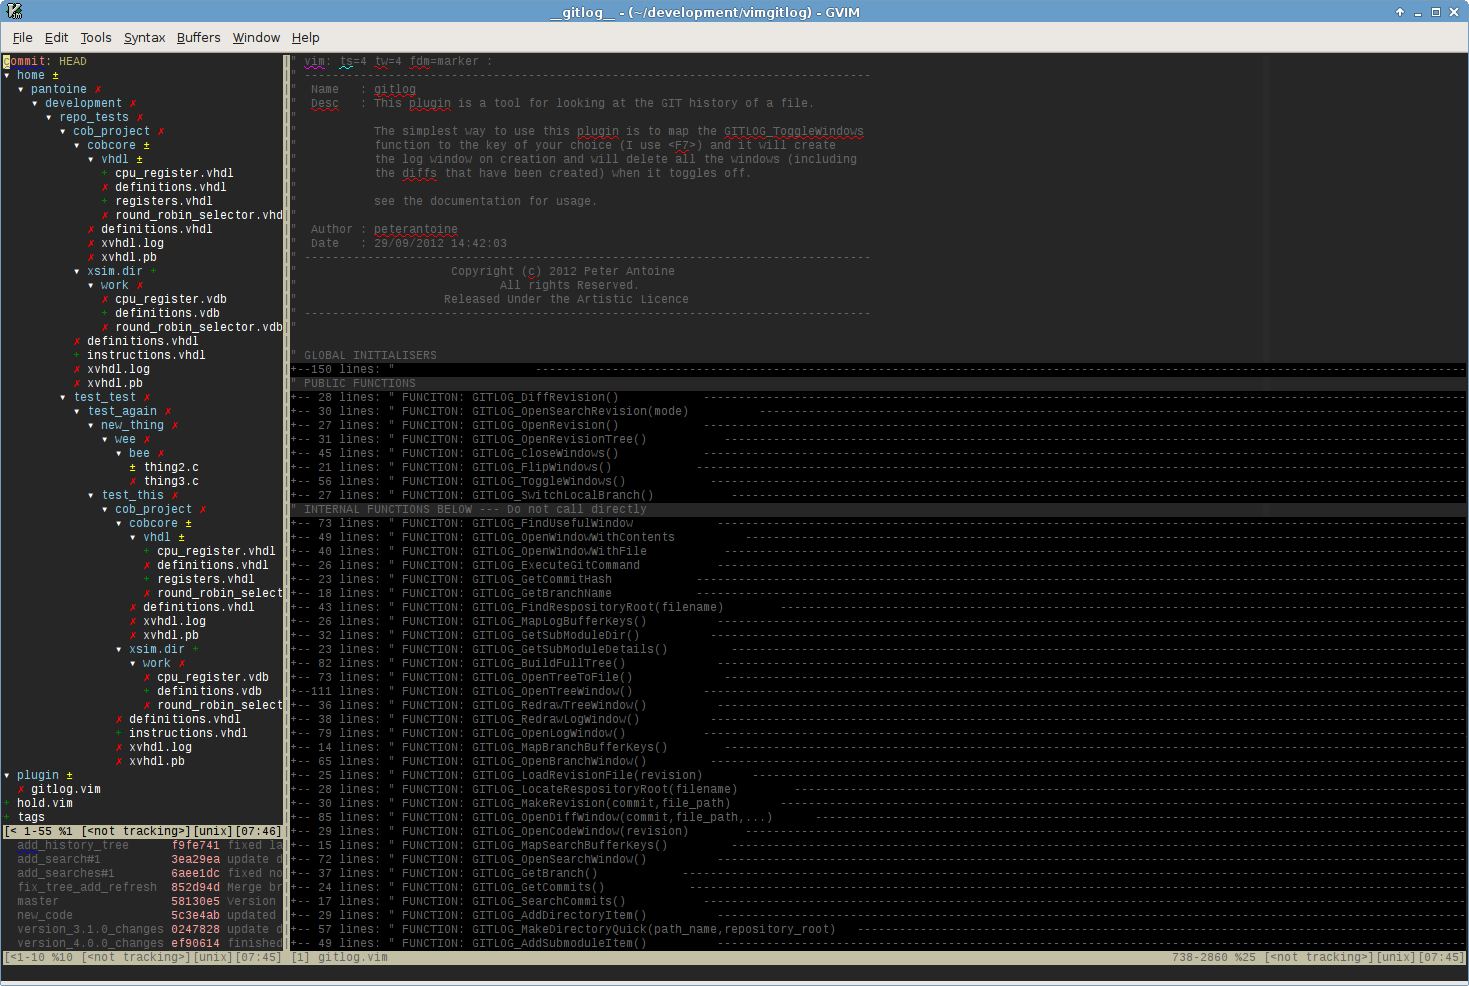 __gitlog__ - (~/development/vimgitlog) - GVIM
File Edit Tools Syntax Buffers Window Help
commit: HEAD
▾ home ±
▾ pantoine ✗
▾ development ✗
▾ repo_tests ✗
▾ cob_project ✗
▾ cobcore ±
▾ vhdl ±
+ cpu_register.vhdl
✗ definitions.vhdl
+ registers.vhdl
✗ round_robin_selector.vhd
✗ definitions.vhdl
✗ xvhdl.log
✗ xvhdl.pb
▾ xsim.dir +
▾ work ✗
✗ cpu_register.vdb
+ definitions.vdb
✗ round_robin_selector.vdb
✗ definitions.vhdl
+ instructions.vhdl
✗ xvhdl.log
✗ xvhdl.pb
▾ test_test ✗
▾ test_again ✗
▾ new_thing ✗
▾ wee ✗
▾ bee ✗
± thing2.c
✗ thing3.c
▾ test_this ✗
▾ cob_project ✗
▾ cobcore ±
▾ vhdl ±
+ cpu_register.vhdl
✗ definitions.vhdl
+ registers.vhdl
✗ round_robin_select
✗ definitions.vhdl
✗ xvhdl.log
✗ xvhdl.pb
▾ xsim.dir +
▾ work ✗
✗ cpu_register.vdb
+ definitions.vdb
✗ round_robin_select
✗ definitions.vhdl
+ instructions.vhdl
✗ xvhdl.log
✗ xvhdl.pb
▾ plugin ±
✗ gitlog.vim
+ hold.vim
+ tags
[< 1-55 %1 [<not tracking>][unix][07:46]
add_history_tree f9fe741 fixed la
add_search#1 3ea29ea update d
add_searches#1 6aee1dc fixed no
fix_tree_add_refresh 852d94d Merge br
master 58130e5 Version
new_code 5c3e4ab updated
version_3.1.0_changes 0247828 update d
version_4.0.0_changes ef90614 finished
[<1-10 %10 [<not tracking>][unix][07:45]
" vim: ts=4 tw=4 fdm=marker :
" ---------------------------------------------------------------------------------
" Name : gitlog
" Desc : This plugin is a tool for looking at the GIT history of a file.
"
" The simplest way to use this plugin is to map the GITLOG_ToggleWindows
" function to the key of your choice (I use <F7>) and it will create
" the log window on creation and will delete all the windows (including
" the diffs that have been created) when it toggles off.
"
" see the documentation for usage.
"
" Author : peterantoine
" Date : 29/09/2012 14:42:03
" ---------------------------------------------------------------------------------
" Copyright (c) 2012 Peter Antoine
" All rights Reserved.
" Released Under the Artistic Licence
" ---------------------------------------------------------------------------------
"
" GLOBAL INITIALISERS
+--150 lines: "
" PUBLIC FUNCTIONS
+-- 28 lines: " FUNCITON: GITLOG_DiffRevision()
+-- 30 lines: " FUNCITON: GITLOG_OpenSearchRevision(mode)
+-- 27 lines: " FUNCITON: GITLOG_OpenRevision()
+-- 31 lines: " FUNCTION: GITLOG_OpenRevisionTree()
+-- 45 lines: " FUNCTION: GITLOG_CloseWindows()
+-- 21 lines: " FUNCTION: GITLOG_FlipWindows()
+-- 56 lines: " FUNCTION: GITLOG_ToggleWindows()
+-- 27 lines: " FUNCTION: GITLOG_SwitchLocalBranch()
" INTERNAL FUNCTIONS BELOW --- Do not call directly
+-- 73 lines: " FUNCITON: GITLOG_FindUsefulWindow
+-- 49 lines: " FUNCITON: GITLOG_OpenWindowWithContents
+-- 40 lines: " FUNCITON: GITLOG_OpenWindowWithFile
+-- 26 lines: " FUNCTION: GITLOG_ExecuteGitCommand
+-- 23 lines: " FUNCTION: GITLOG_GetCommitHash
+-- 18 lines: " FUNCTION: GITLOG_GetBranchName
+-- 43 lines: " FUNCTION: GITLOG_FindRespositoryRoot(filename)
+-- 26 lines: " FUNCTION: GITLOG_MapLogBufferKeys()
+-- 32 lines: " FUNCTION: GITLOG_GetSubModuleDir()
+-- 23 lines: " FUNCTION: GITLOG_GetSubModuleDetails()
+-- 82 lines: " FUNCTION: GITLOG_BuildFullTree()
+-- 73 lines: " FUNCTION: GITLOG_OpenTreeToFile()
+--111 lines: " FUNCTION: GITLOG_OpenTreeWindow()
+-- 36 lines: " FUNCTION: GITLOG_RedrawTreeWindow()
+-- 38 lines: " FUNCTION: GITLOG_RedrawLogWindow()
+-- 79 lines: " FUNCTION: GITLOG_OpenLogWindow()
+-- 14 lines: " FUNCTION: GITLOG_MapBranchBufferKeys()
+-- 65 lines: " FUNCTION: GITLOG_OpenBranchWindow()
+-- 25 lines: " FUNCTION: GITLOG_LoadRevisionFile(revision)
+-- 28 lines: " FUNCTION: GITLOG_LocateRespositoryRoot(filename)
+-- 30 lines: " FUNCTION: GITLOG_MakeRevision(commit,file_path)
+-- 85 lines: " FUNCTION: GITLOG_OpenDiffWindow(commit,file_path,...)
+-- 29 lines: " FUNCTION: GITLOG_OpenCodeWindow(revision)
+-- 15 lines: " FUNCTION: GITLOG_MapSearchBufferKeys()
+-- 72 lines: " FUNCTION: GITLOG_OpenSearchWindow()
+-- 37 lines: " FUNCTION: GITLOG_GetBranch()
+-- 24 lines: " FUNCTION: GITLOG_GetCommits()
+-- 17 lines: " FUNCTION: GITLOG_SearchCommits()
+-- 29 lines: " FUNCTION: GITLOG_AddDirectoryItem()
+-- 57 lines: " FUNCTION: GITLOG_MakeDirectoryQuick(path_name,repository_root)
+-- 49 lines: " FUNCTION: GITLOG_AddSubmoduleItem()
[1] gitlog.vim 738-2860 %25 [<not tracking>][unix][07:45]